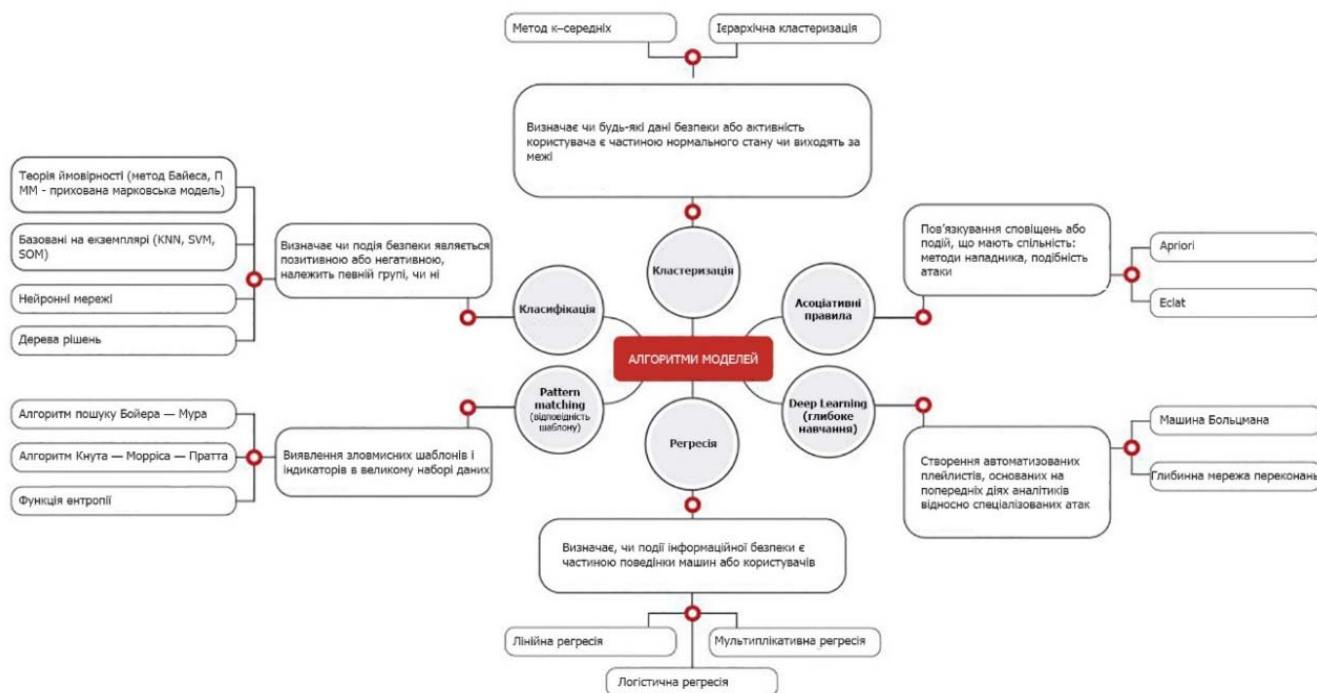 Метод к–середніх
Ієрархічна кластеризація
Визначає чи будь-які дані безпеки або активність
користувача є частиною нормального стану чи виходять за
межі
Кластеризація
Теорія ймовірності (метод Байеса, П
ММ - прихована марковська модель)
Базовані на екземплярі (KNN, SVM,
SOM)
Нейронні мережі
Дерева рішень
Визначає чи подія безпеки являється
позитивною або негативною,
належить певній групі, чи ні
Класифікація
Асоціативні
правила
Пов’язкування сповіщень або
подій, що мають спільність:
методи нападника, подібність
атаки
Apriori
Eclat
АЛГОРИТМИ МОДЕЛЕЙ
Алгоритм пошуку Бойера — Мура
Алгоритм Кнута — Морріса — Пратта
Функція ентропії
Виявлення зловмисних шаблонів і
індикаторів в великому наборі даних
Pattern
matching
(відповідність
шаблону)
Deep Learning
(глибоке
навчання)
Створення автоматизованих
плейлистів, основаних на
попередніх діях аналітиків
відносно спеціалізованих атак
Машина Больцмана
Глибинна мережа переконань
Регресія
Визначає, чи події інформаційної безпеки є
частиною поведінки машин або користувачів
Лінійна регресія
Мультиплікативна регресія
Логістична регресія